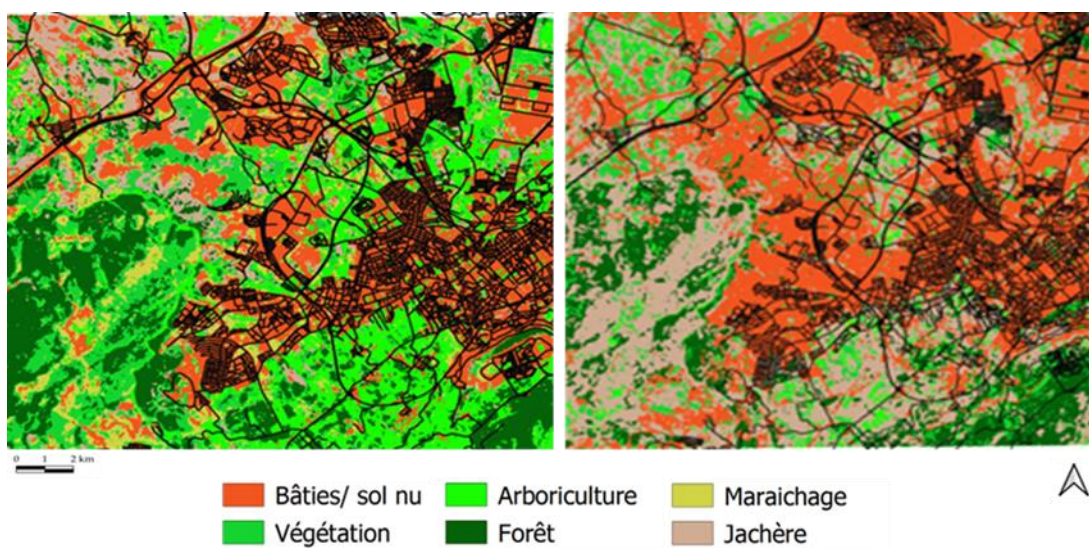 0 1 2 km
Bâties/ sol nu Arboriculture Maraichage
Végétation Forêt Jachère